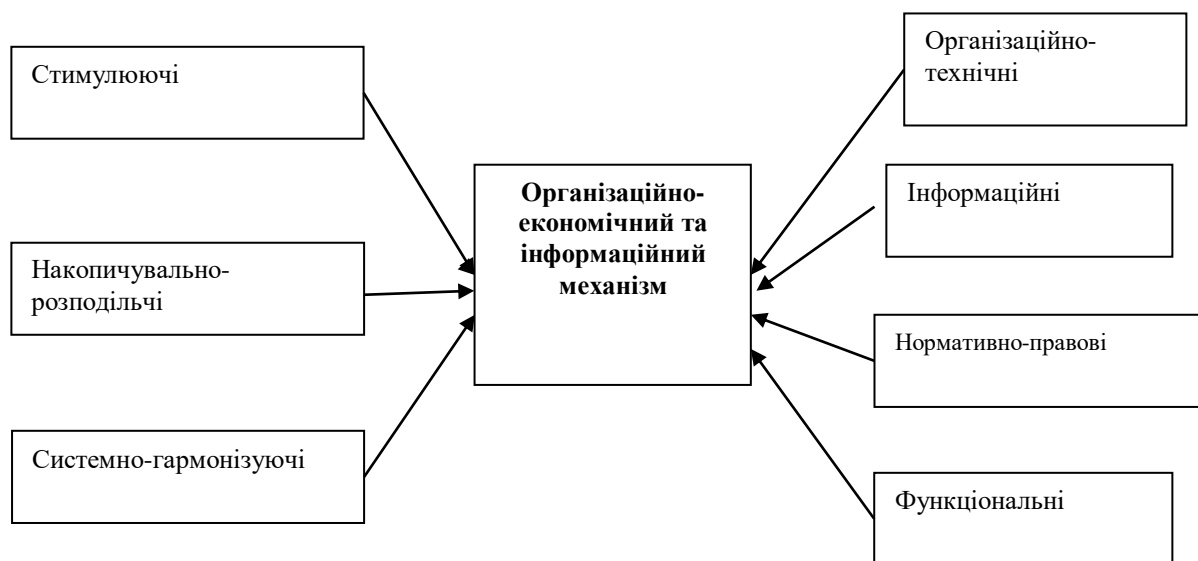 Стимулюючі
Накопичувально-
розподільчі
Системно-гармонізуючі
Організаційно-
економічний та
інформаційний
механізм
Організаційно-
технічні
Інформаційні
Нормативно-правові
Функціональні